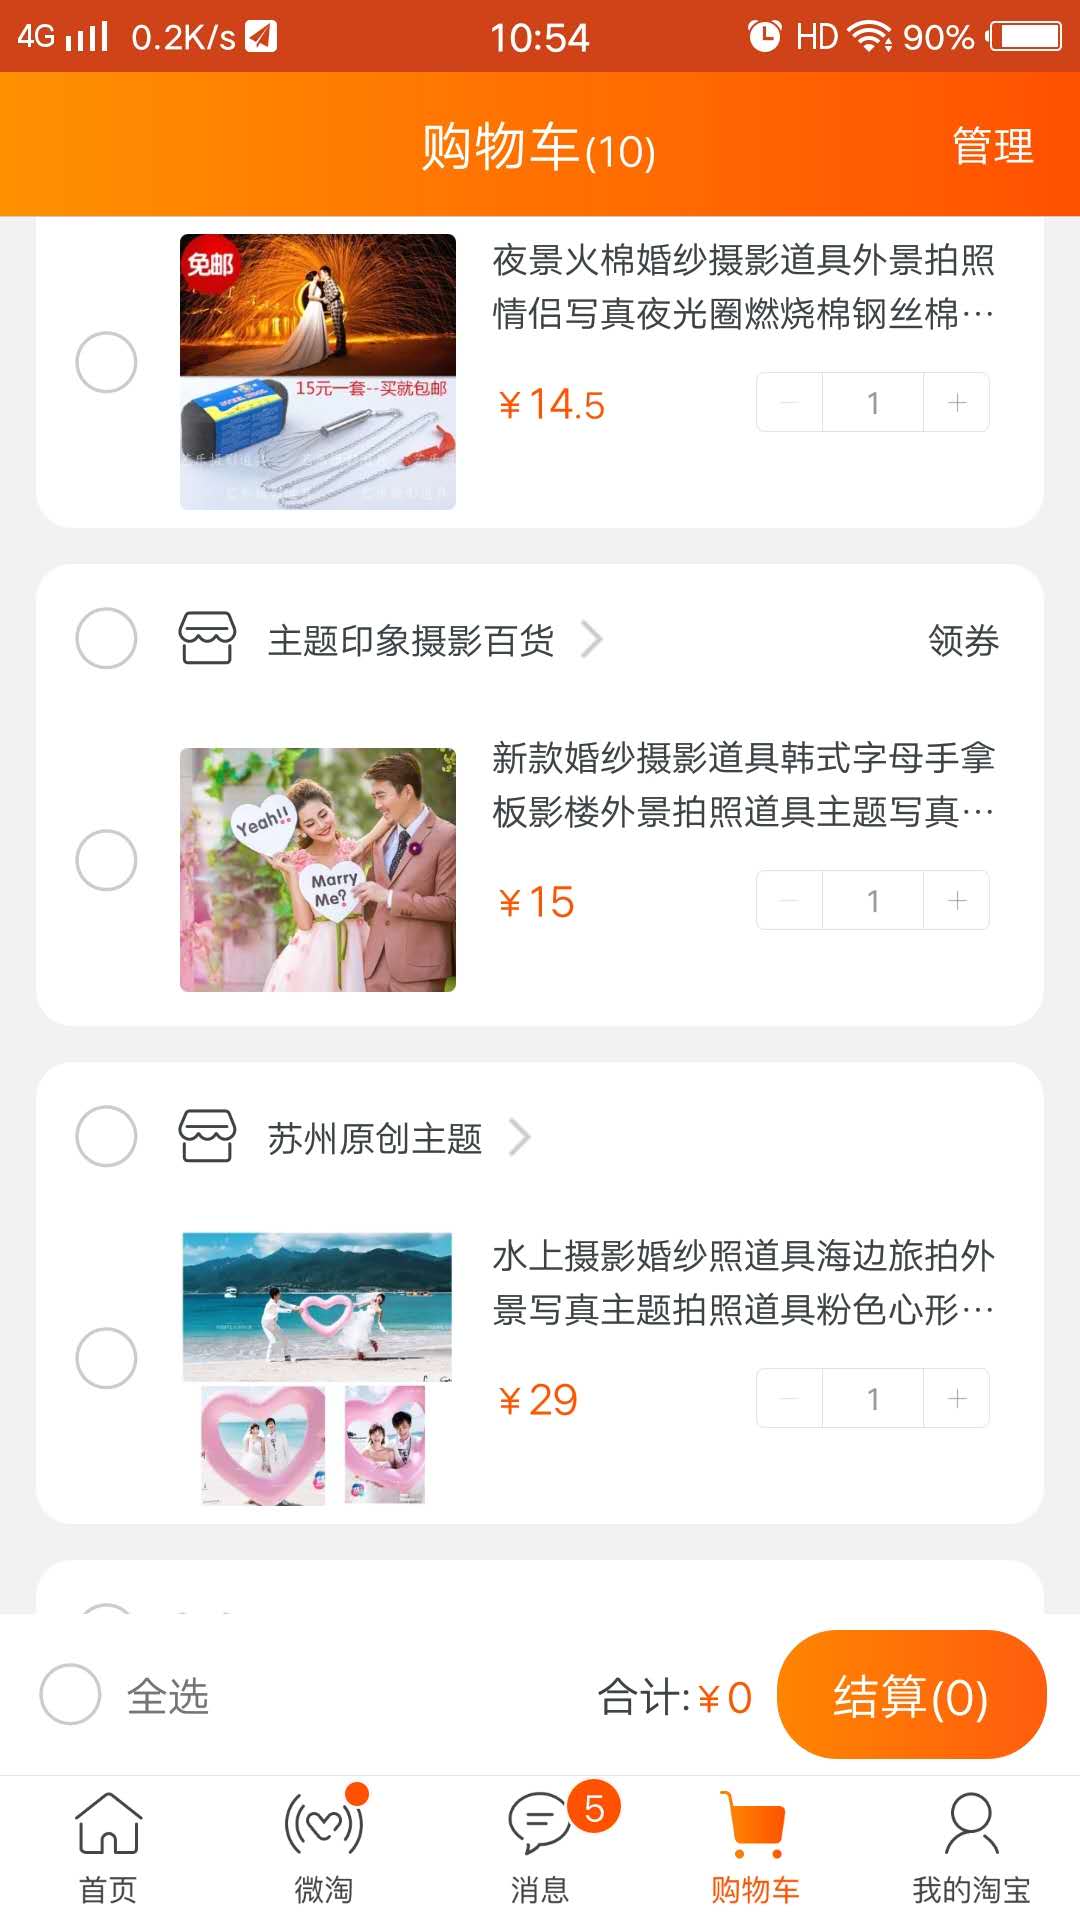 4G 0.2K/s 10:54 HD 90%
购物车(10) 管理
免邮
15元一套--买就包邮
夜景火棉婚纱摄影道具外景拍照
情侣写真夜光圈燃烧棉钢丝棉…
¥14.5 1 +
主题印象摄影百货 领券
Yeah!!
Marry
Me?
新款婚纱摄影道具韩式字母手拿
板影楼外景拍照道具主题写真…
¥15 1 +
苏州原创主题
水上摄影婚纱照道具海边旅拍外
景写真主题拍照道具粉色心形…
¥29 1 +
全选 合计:¥0 结算(0)
5
首页 微淘 消息 购物车 我的淘宝